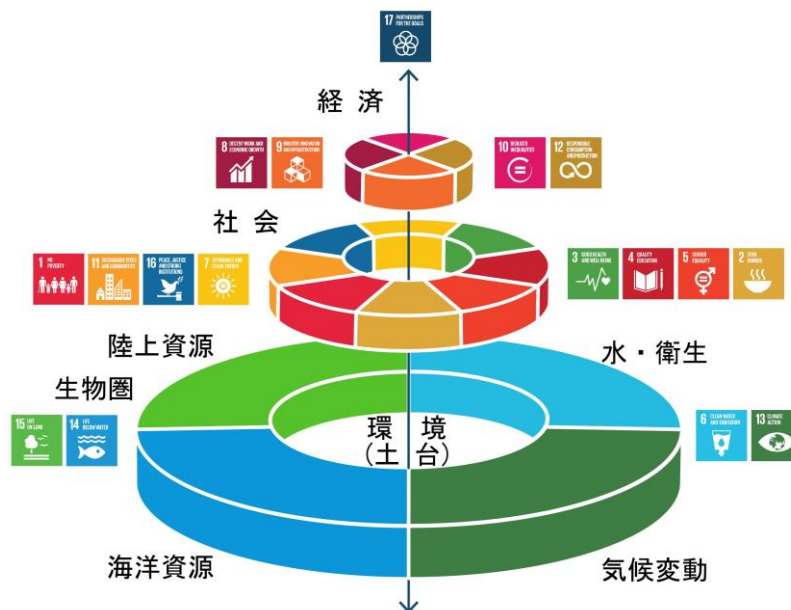 17 PARTNERSHIPS
FOR THE GOALS
経 済
8 DECENT WORK AND
ECONOMIC GROWTH
9 INDUSTRY, INNOVATION
AND INFRASTRUCTURE
10 REDUCED
INEQUALITIES
12 RESPONSIBLE
CONSUMPTION
AND PRODUCTION
社 会
1 NO
POVERTY
11 SUSTAINABLE CITIES
AND COMMUNITIES
16 PEACE, JUSTICE
AND STRONG
INSTITUTIONS
7 AFFORDABLE AND
CLEAN ENERGY
3 GOOD HEALTH
AND WELL-BEING
4 QUALITY
EDUCATION
5 GENDER
EQUALITY
2 ZERO
HUNGER
陸上資源
水・衛生
生物圏
15 LIFE
ON LAND
14 LIFE
BELOW WATER
環 境
(土 台)
6 CLEAN WATER
AND SANITATION
13 CLIMATE
ACTION
海洋資源
気候変動